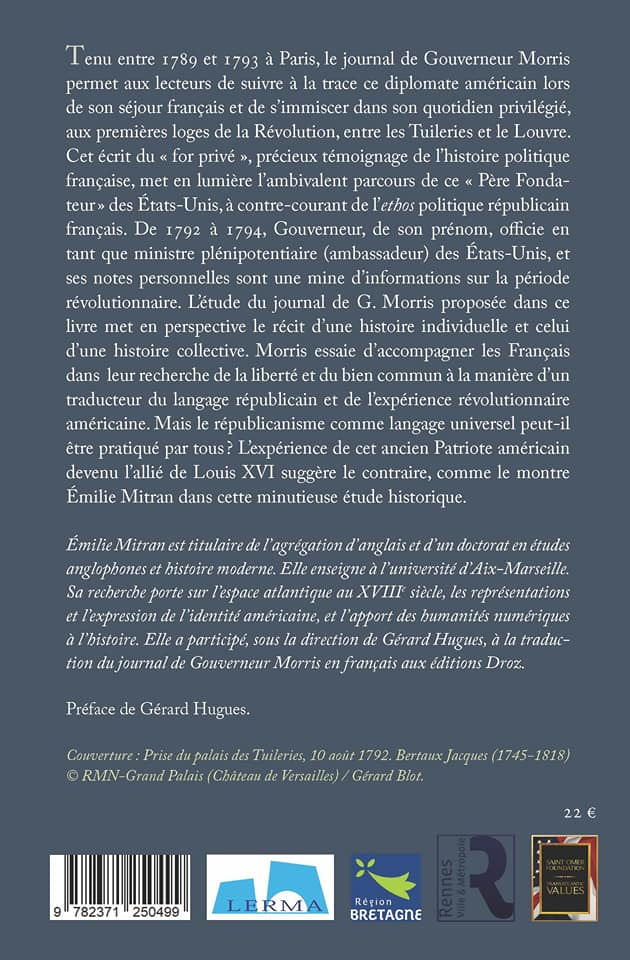 Tenu entre 1789 et 1793 à Paris, le journal de Gouverneur Morris
permet aux lecteurs de suivre à la trace ce diplomate américain lors
de son séjour français et de s’immiscer dans son quotidien privilégié,
aux premières loges de la Révolution, entre les Tuileries et le Louvre.
Cet écrit du « for privé », précieux témoignage de l’histoire politique
française, met en lumière l’ambivalent parcours de ce « Père Fonda-
teur » des États-Unis, à contre-courant de l’ethos politique républicain
français. De 1792 à 1794, Gouverneur, de son prénom, officie en
tant que ministre plénipotentiaire (ambassadeur) des États-Unis, et
ses notes personnelles sont une mine d’informations sur la période
révolutionnaire. L’étude du journal de G. Morris proposée dans ce
livre met en perspective le récit d’une histoire individuelle et celui
d’une histoire collective. Morris essaie d’accompagner les Français
dans leur recherche de la liberté et du bien commun à la manière d’un
traducteur du langage républicain et de l’expérience révolutionnaire
américaine. Mais le républicanisme comme langage universel peut-il
être pratiqué par tous ? L’expérience de cet ancien Patriote américain
devenu l’allié de Louis XVI suggère le contraire, comme le montre
Émilie Mitran dans cette minutieuse étude historique.
Émilie Mitran est titulaire de l’agrégation d’anglais et d’un doctorat en études
anglophones et histoire moderne. Elle enseigne à l’université d’Aix-Marseille.
Sa recherche porte sur l’espace atlantique au XVIIIe siècle, les représentations
et l’expression de l’identité américaine, et l’apport des humanités numériques
à l’histoire. Elle a participé, sous la direction de Gérard Hugues, à la traduc-
tion du journal de Gouverneur Morris en français aux éditions Droz.
Préface de Gérard Hugues.
Couverture : Prise du palais des Tuileries, 10 août 1792. Bertaux Jacques (1745-1818)
© RMN-Grand Palais (Château de Versailles) / Gérard Blot.
22 €
9 782371 250499
LERMA
Région
BRETAGNE
Rennes
Ville & Métropole
R
SAINT OMER
FOUNDATION
TRANSATLANTIC
VALUES